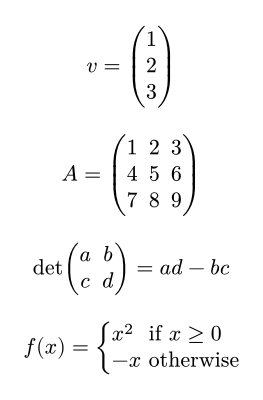 v = (1
2
3)
A = (1 2 3
4 5 6
7 8 9)
det(a b
c d) = ad − bc
f(x) = {x² if x ≥ 0
−x otherwise